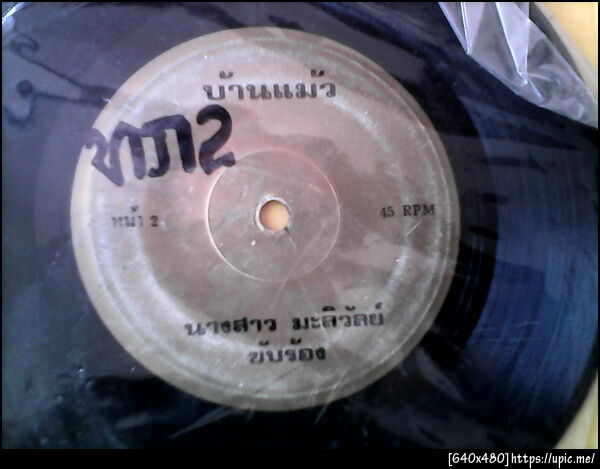 บ้านแม้ว
หน้า 2
45 RPM
นางสาว มะลิวัลย์
ขับร้อง
[640x480]https://upic.me/